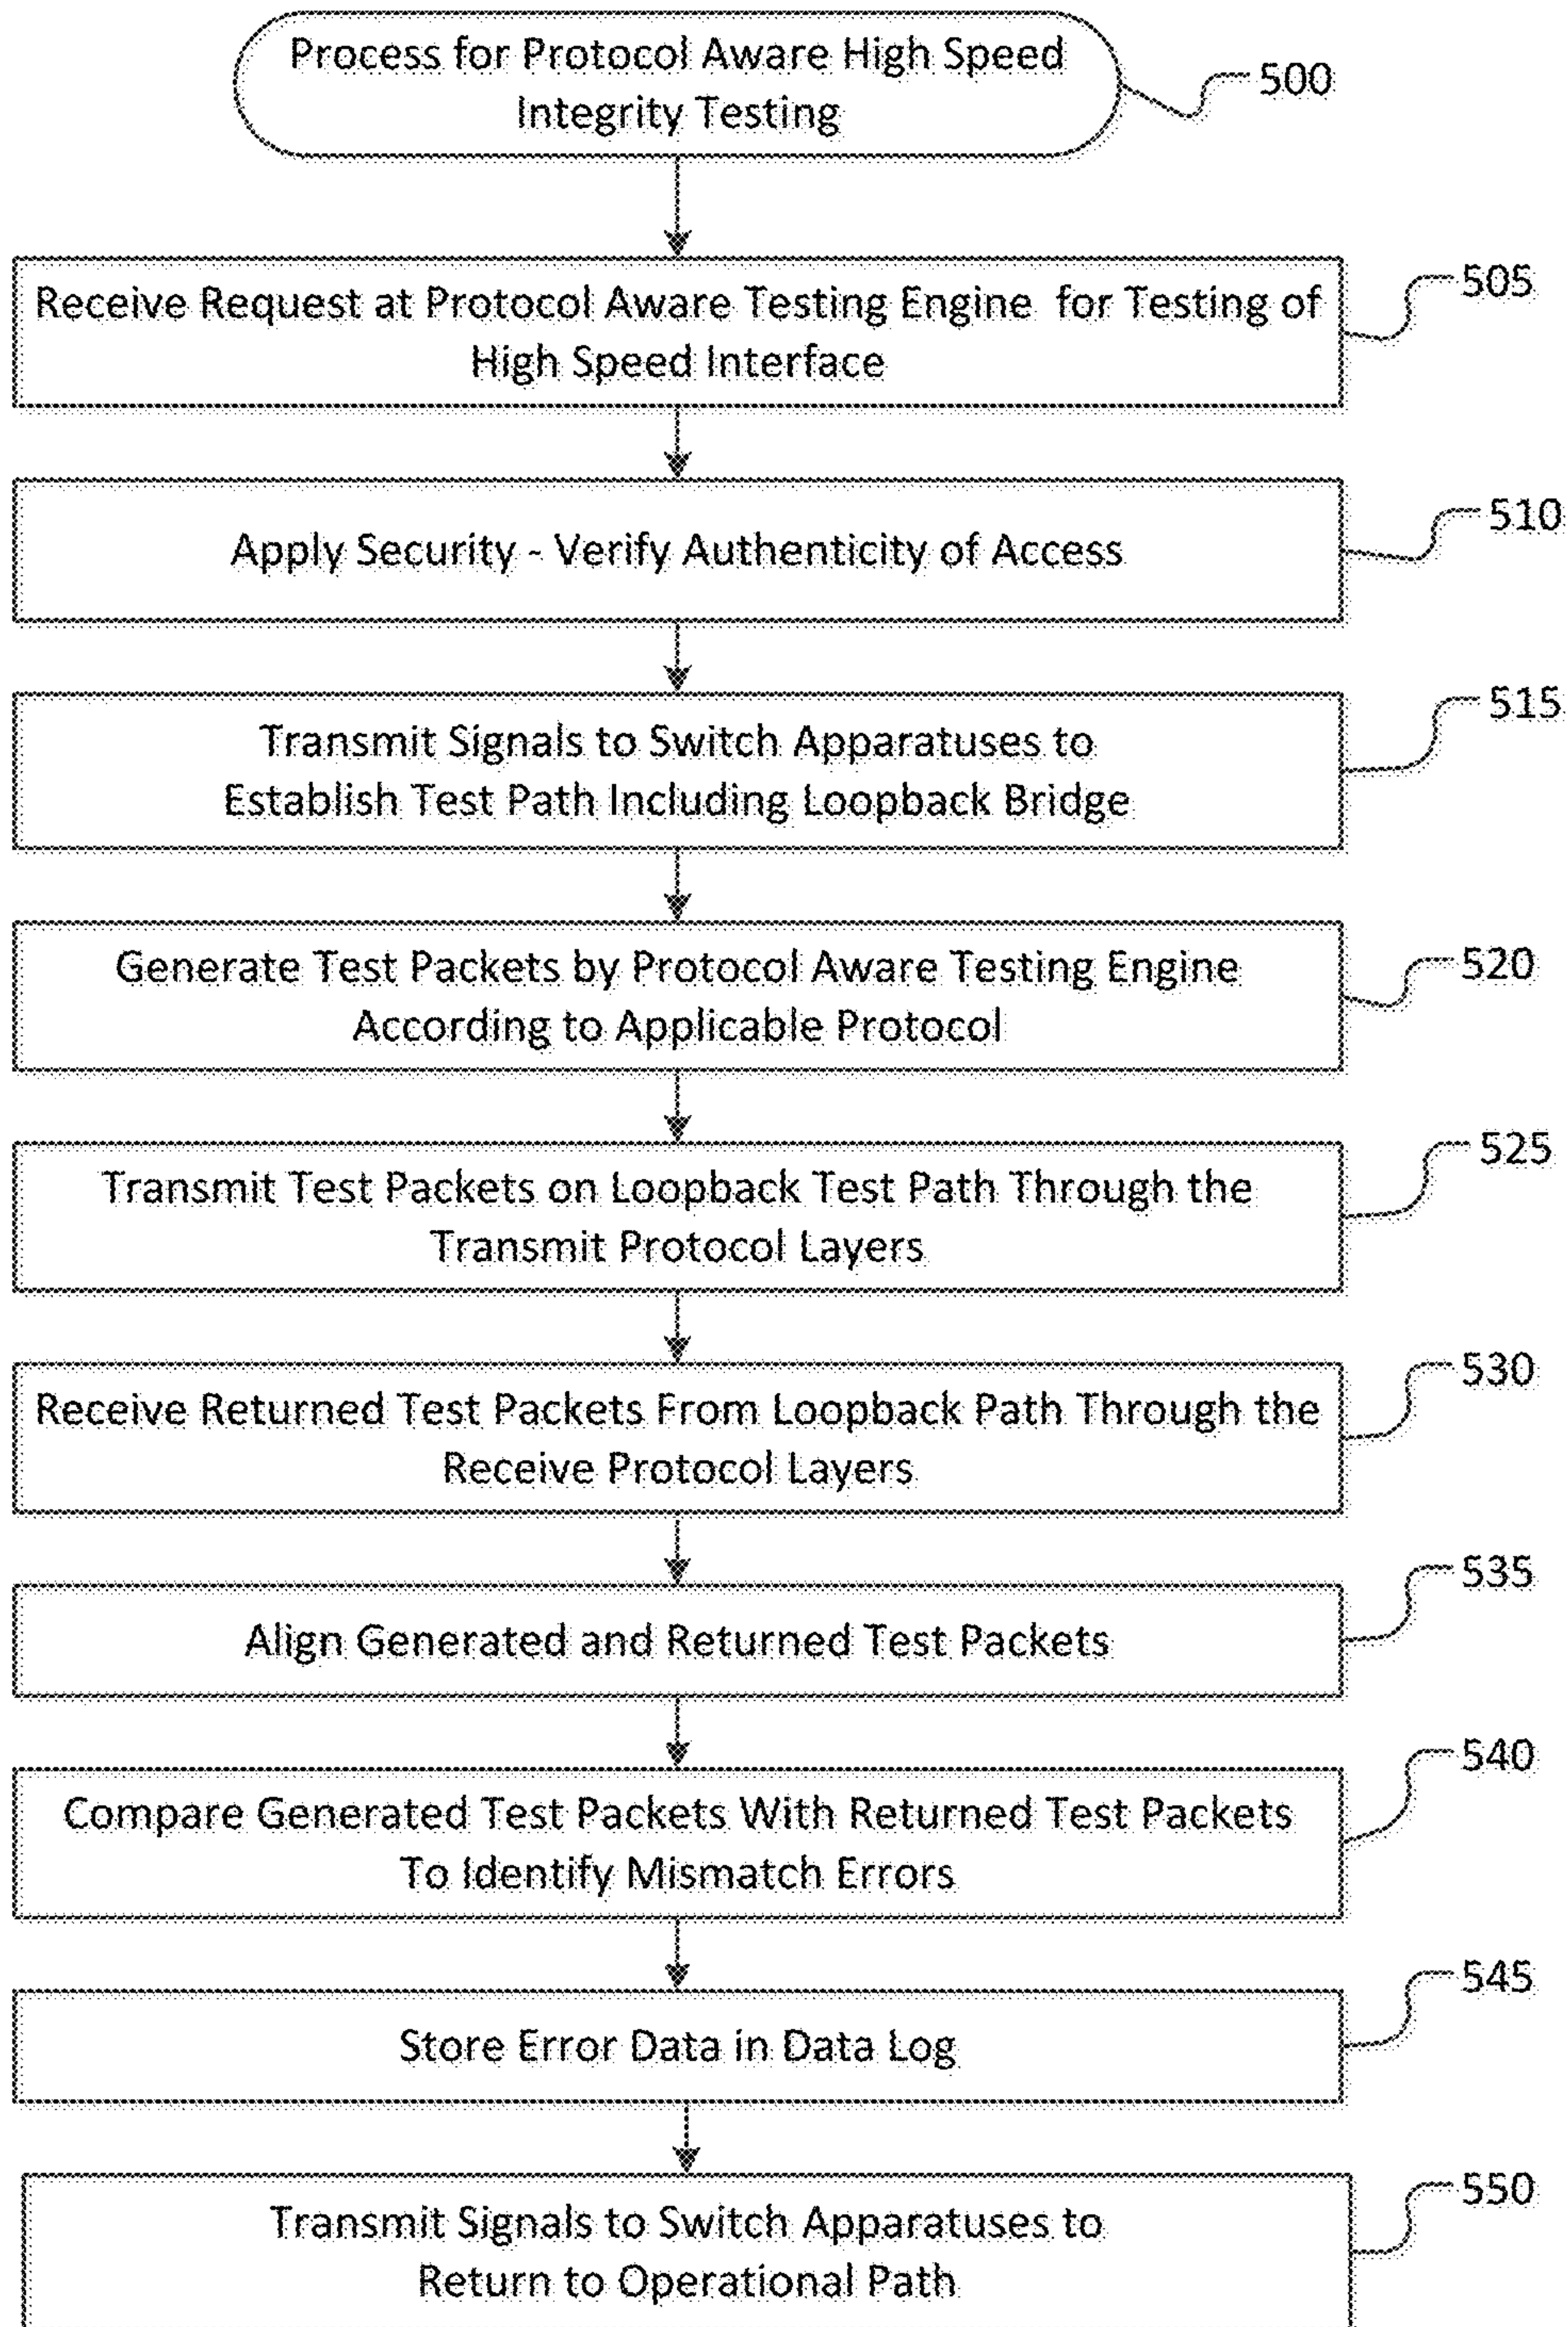 Process for Protocol Aware High Speed
Integrity Testing
500
Receive Request at Protocol Aware Testing Engine for Testing of
High Speed Interface
505
Apply Security - Verify Authenticity of Access
510
Transmit Signals to Switch Apparatuses to
Establish Test Path Including Loopback Bridge
515
Generate Test Packets by Protocol Aware Testing Engine
According to Applicable Protocol
520
Transmit Test Packets on Loopback Test Path Through the
Transmit Protocol Layers
525
Receive Returned Test Packets From Loopback Path Through the
Receive Protocol Layers
530
Align Generated and Returned Test Packets
535
Compare Generated Test Packets With Returned Test Packets
To Identify Mismatch Errors
540
Store Error Data in Data Log
545
Transmit Signals to Switch Apparatuses to
Return to Operational Path
550